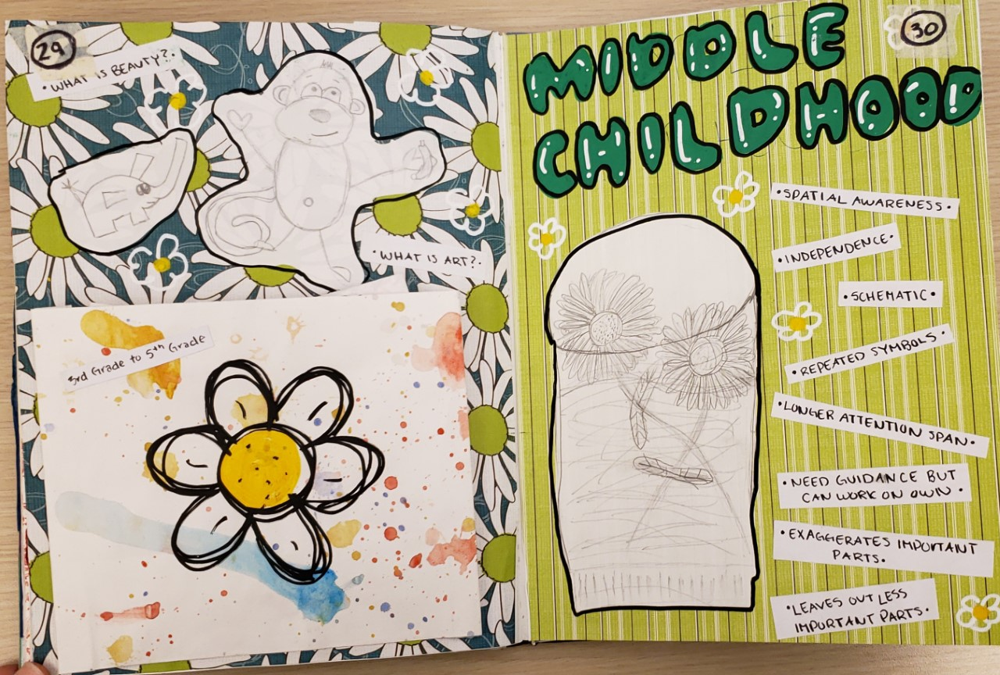 29
• WHAT IS BEAUTY? •
• WHAT IS ART? •
3rd Grade to 5th Grade
30
MIDDLE
CHILDHOOD
• SPATIAL AWARENESS •
• INDEPENDENCE •
• SCHEMATIC •
• REPEATED SYMBOLS •
• LONGER ATTENTION SPAN •
• NEED GUIDANCE BUT
CAN WORK ON OWN •
• EXAGGERATES IMPORTANT
PARTS •
• LEAVES OUT LESS
IMPORTANT PARTS •